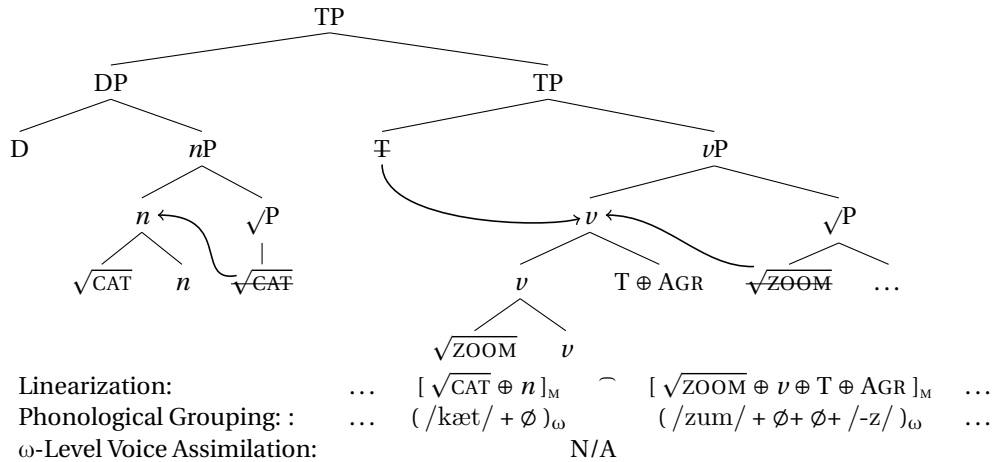 TP
DP TP
D nP T vP
n √P v √P
√CAT n √CAT v T ⊕ AGR √ZOOM ...
√ZOOM v
Linearization: ... [ √CAT ⊕ n ]M ⌢ [ √ZOOM ⊕ v ⊕ T ⊕ AGR ]M ...
Phonological Grouping: : ... ( /kæt/ + ∅ )ω ( /zum/ + ∅+ ∅+ /-z/ )ω ...
ω-Level Voice Assimilation: N/A